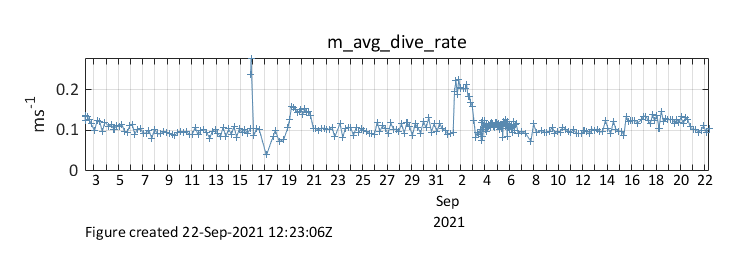 m_avg_dive_rate
ms-1
0.2
0.1
0
3 5 7 9 11 13 15 17 19 21 23 25 27 29 31 2 4 6 8 10 12 14 16 18 20 22
Sep
2021
Figure created 22-Sep-2021 12:23:06Z